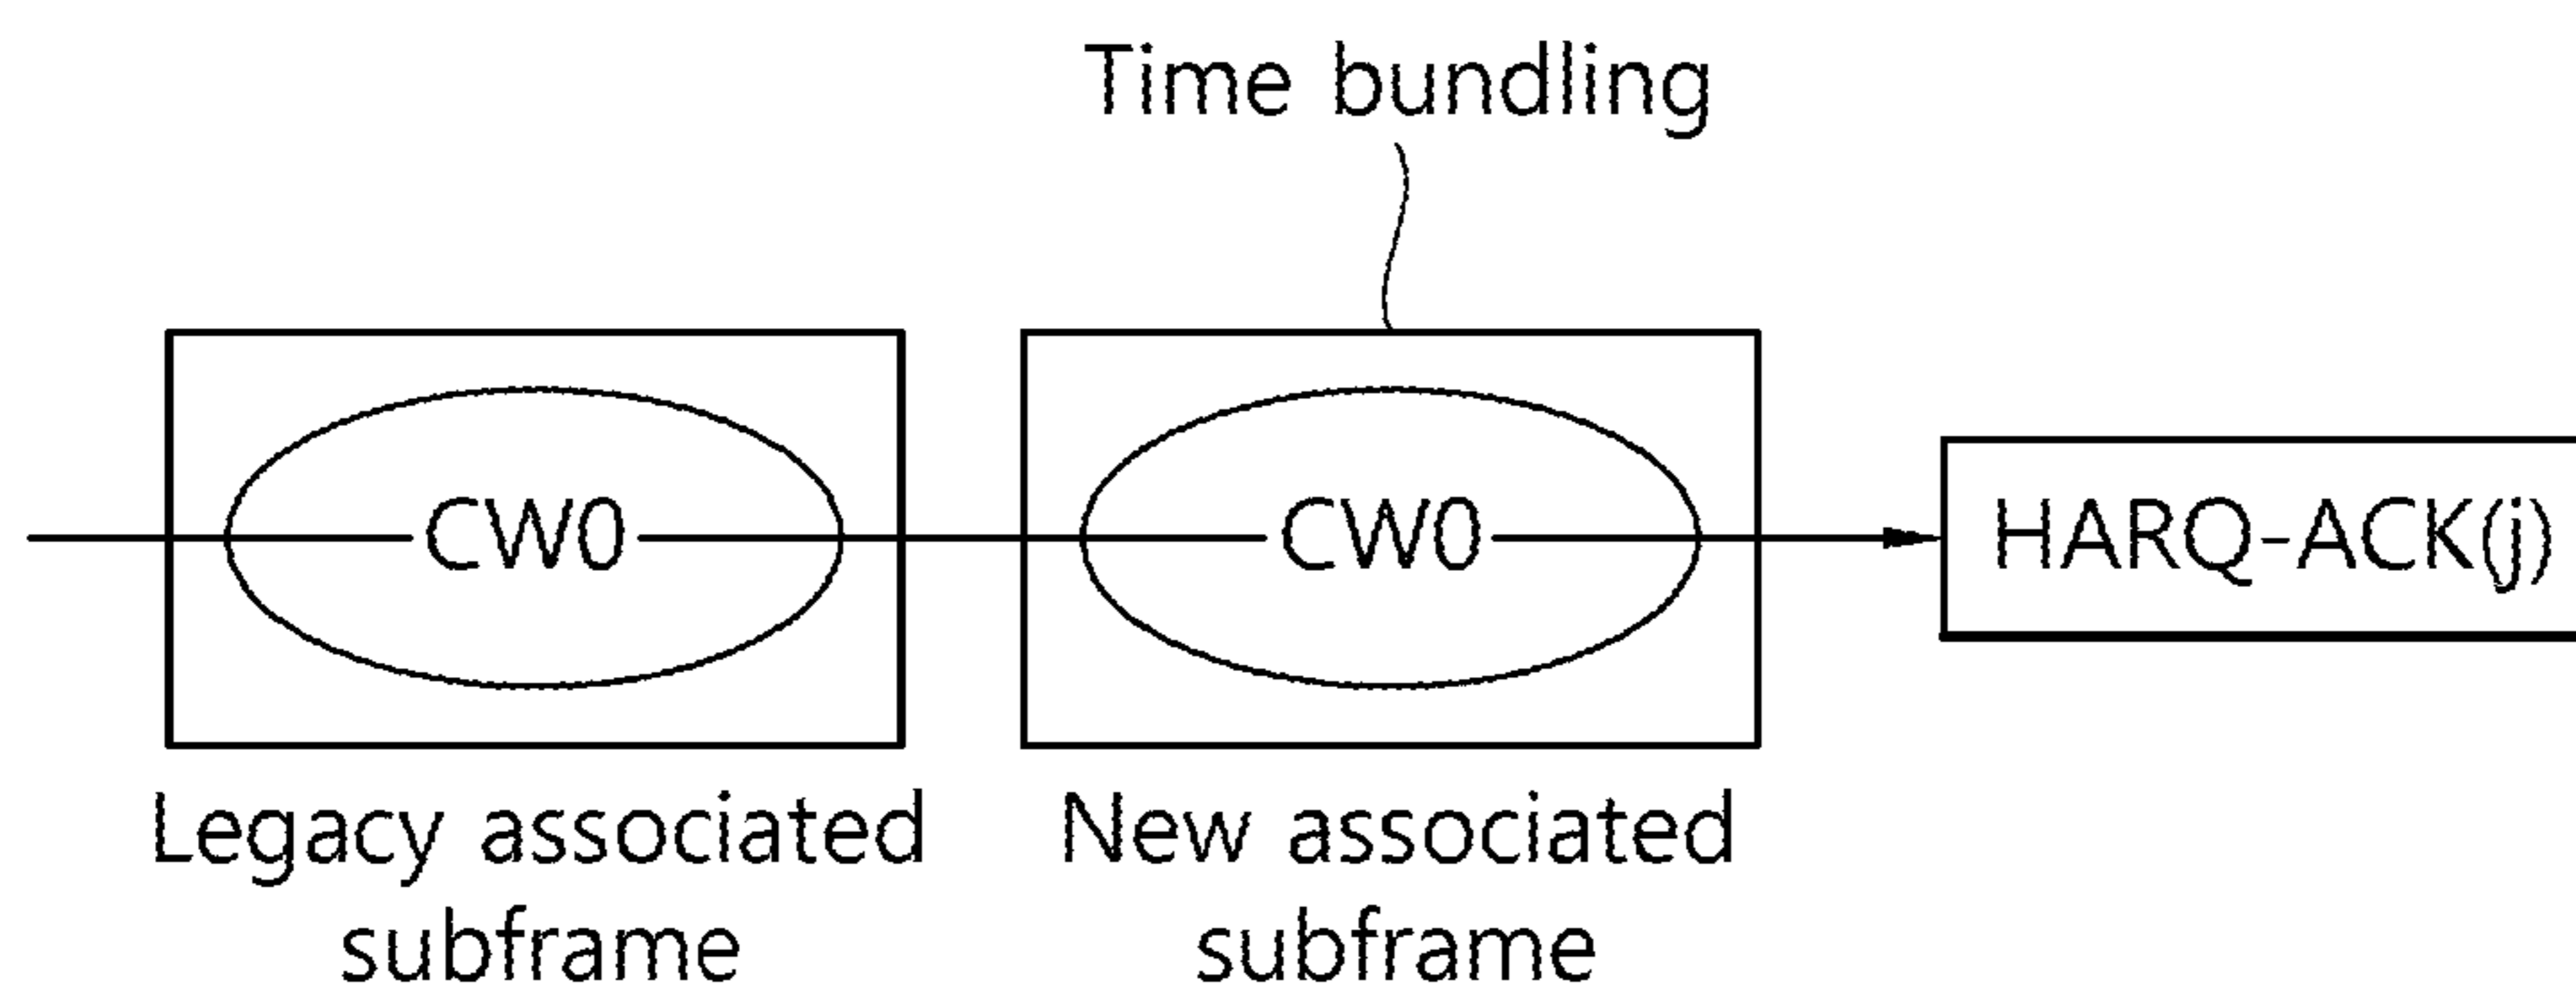 Time bundling
CW0
CW0
HARQ-ACK(j)
Legacy associated
subframe
New associated
subframe